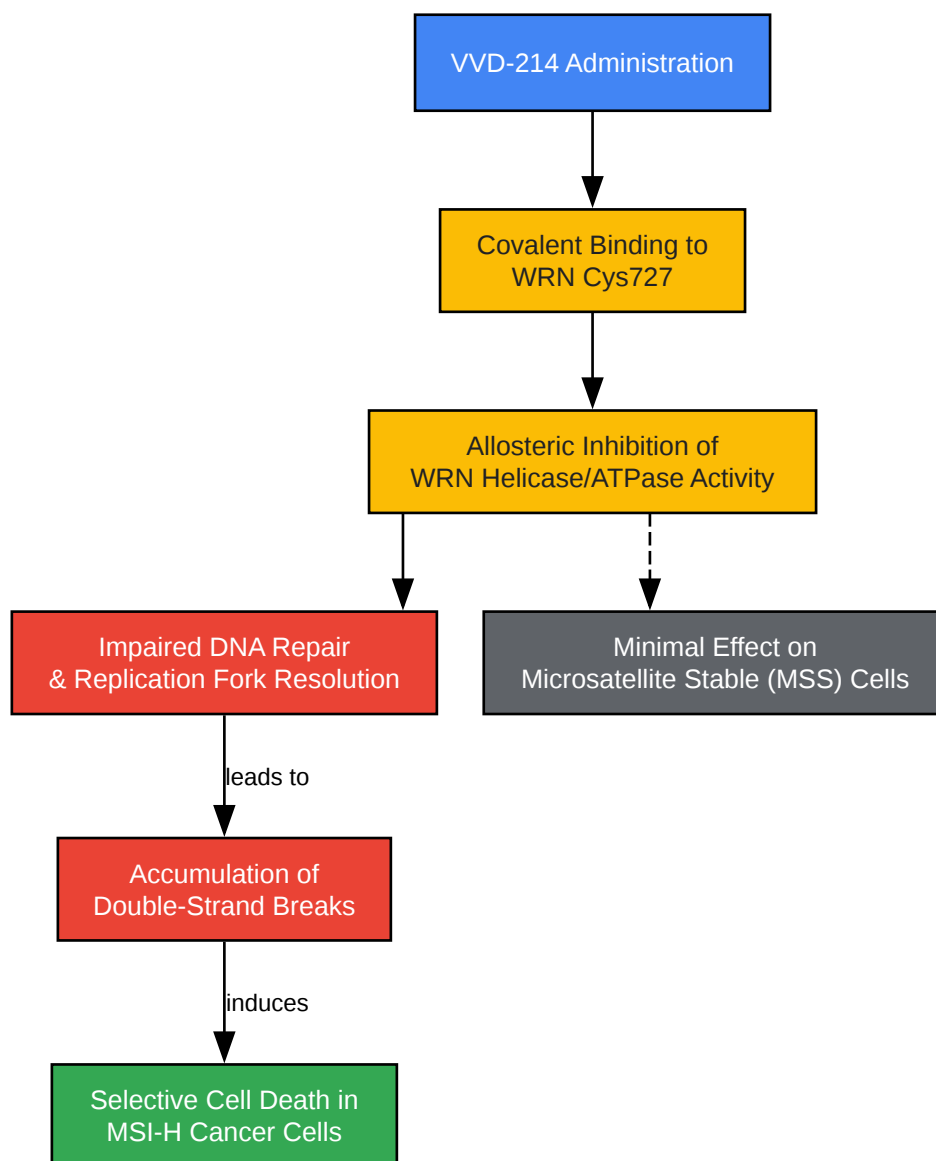 VVD-214 Administration
Covalent Binding to
WRN Cys727
Allosteric Inhibition of
WRN Helicase/ATPase Activity
Impaired DNA Repair
& Replication Fork Resolution
Minimal Effect on
Microsatellite Stable (MSS) Cells
leads to
Accumulation of
Double-Strand Breaks
induces
Selective Cell Death in
MSI-H Cancer Cells